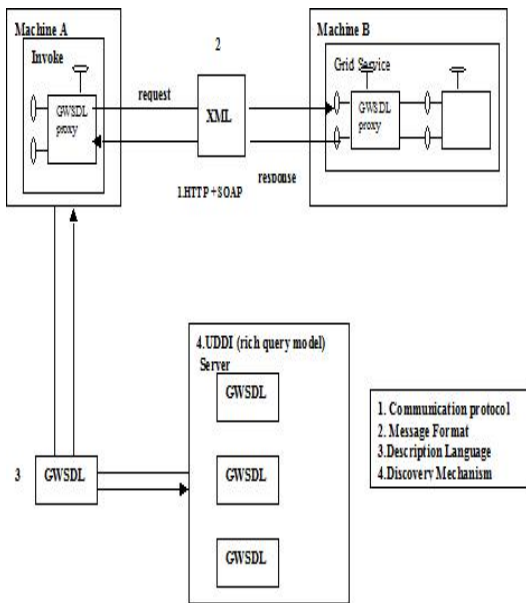 Machine A
Invoke
GWSDL
proxy
2
request
XML
1.HTTP+SOAP
response
Machine B
Grid Service
GWSDL
proxy
4.UDDI (rich query model)
Server
GWSDL
GWSDL
GWSDL
3
GWSDL
1. Communication protocol
2. Message Format
3.Description Language
4.Discovery Mechanism